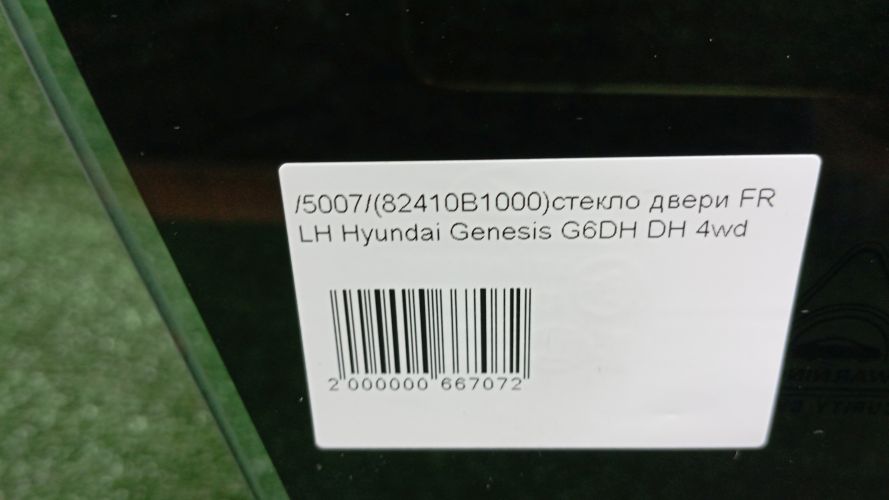 /5007/(82410B1000)стекло двери FR
LH Hyundai Genesis G6DH DH 4wd
2 000000 667072